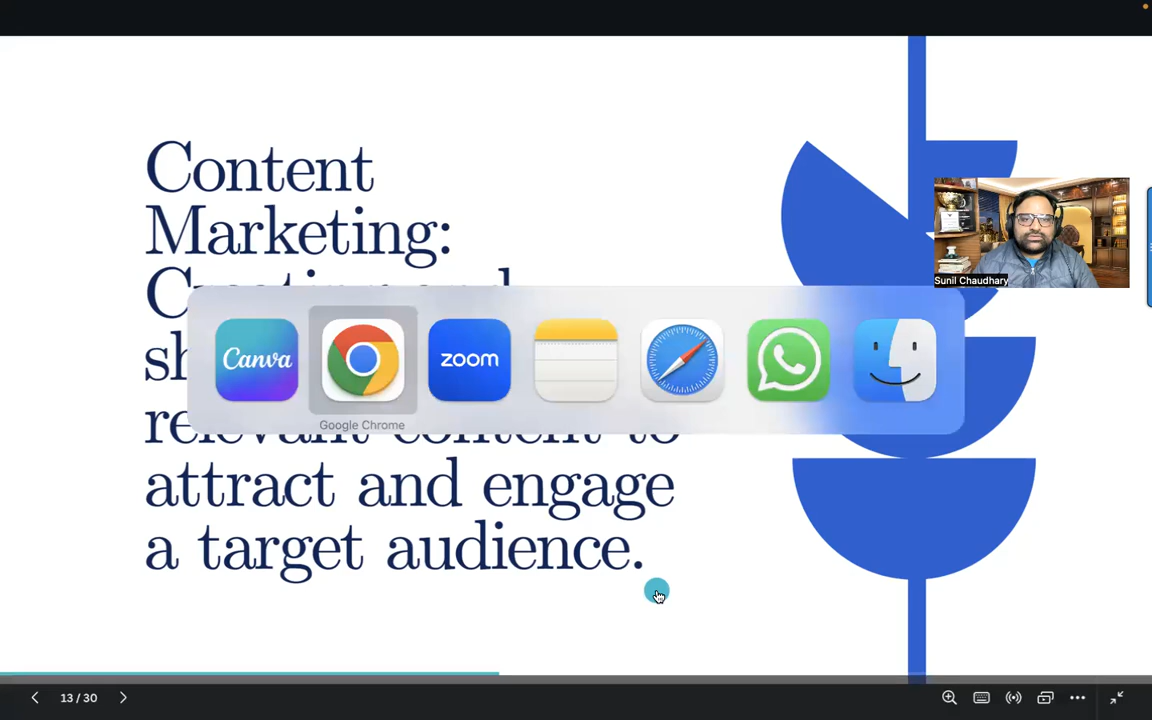 Content
Marketing:
attract and engage
a target audience.
Sunil Chaudhary
Canva
zoom
Google Chrome
13 / 30